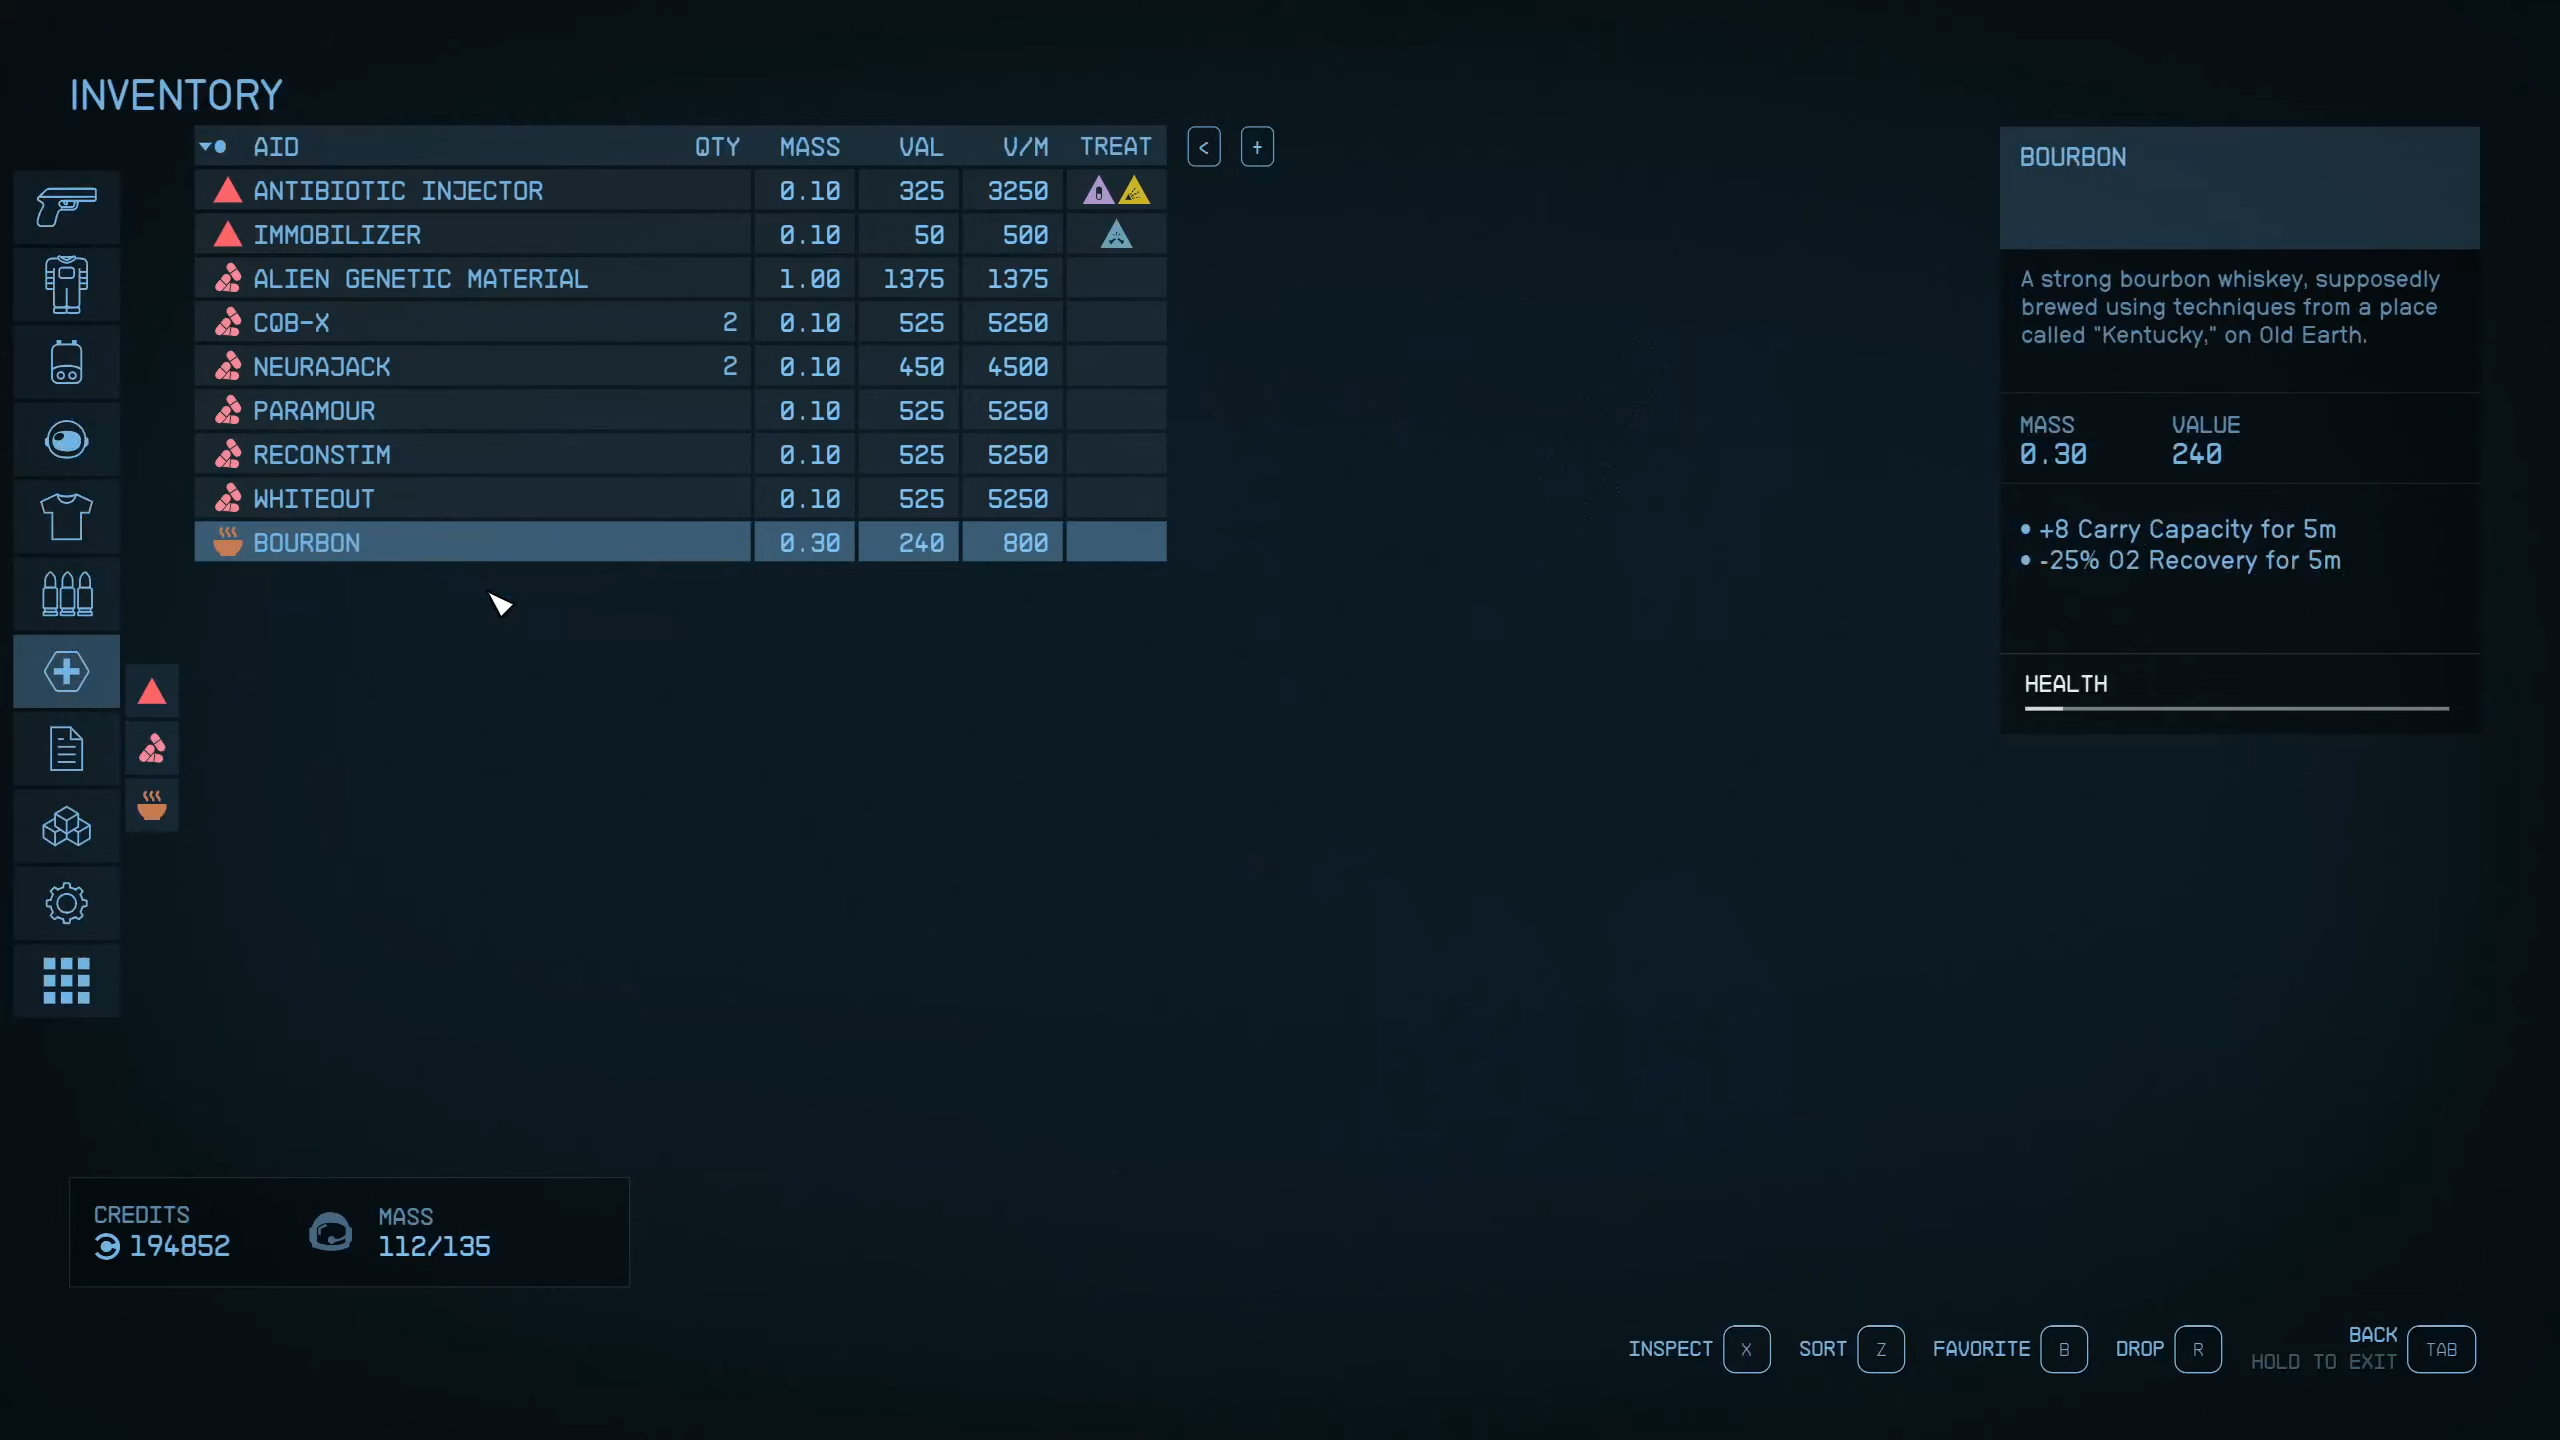 INVENTORY
AID QTY MASS VAL V/M TREAT < +
ANTIBIOTIC INJECTOR 0.10 325 3250
IMMOBILIZER 0.10 50 500
ALIEN GENETIC MATERIAL 1.00 1375 1375
CQB-X 2 0.10 525 5250
NEURAJACK 2 0.10 450 4500
PARAMOUR 0.10 525 5250
RECONSTIM 0.10 525 5250
WHITEOUT 0.10 525 5250
BOURBON 0.30 240 800
BOURBON
A strong bourbon whiskey, supposedly
brewed using techniques from a place
called "Kentucky," on Old Earth.
MASS VALUE
0.30 240
• +8 Carry Capacity for 5m
• -25% O2 Recovery for 5m
HEALTH
CREDITS MASS
194852 112/135
INSPECT X SORT Z FAVORITE B DROP R BACK TAB
HOLD TO EXIT